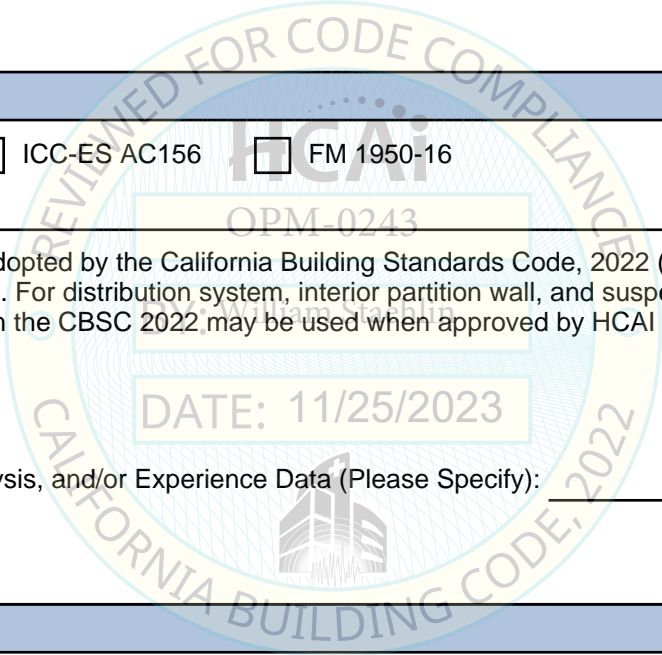 REVIEWED FOR CODE COMPLIANCE
HCAi
ICC-ES AC156 FM 1950-16
OPM-0243
dopted by the California Building Standards Code, 2022 (
. For distribution system, interior partition wall, and suspe
n the CBSC 2022 may be used when approved by HCAI
BY: William Staehlin
DATE: 11/25/2023
ysis, and/or Experience Data (Please Specify):
CALIFORNIA BUILDING CODE, 2022